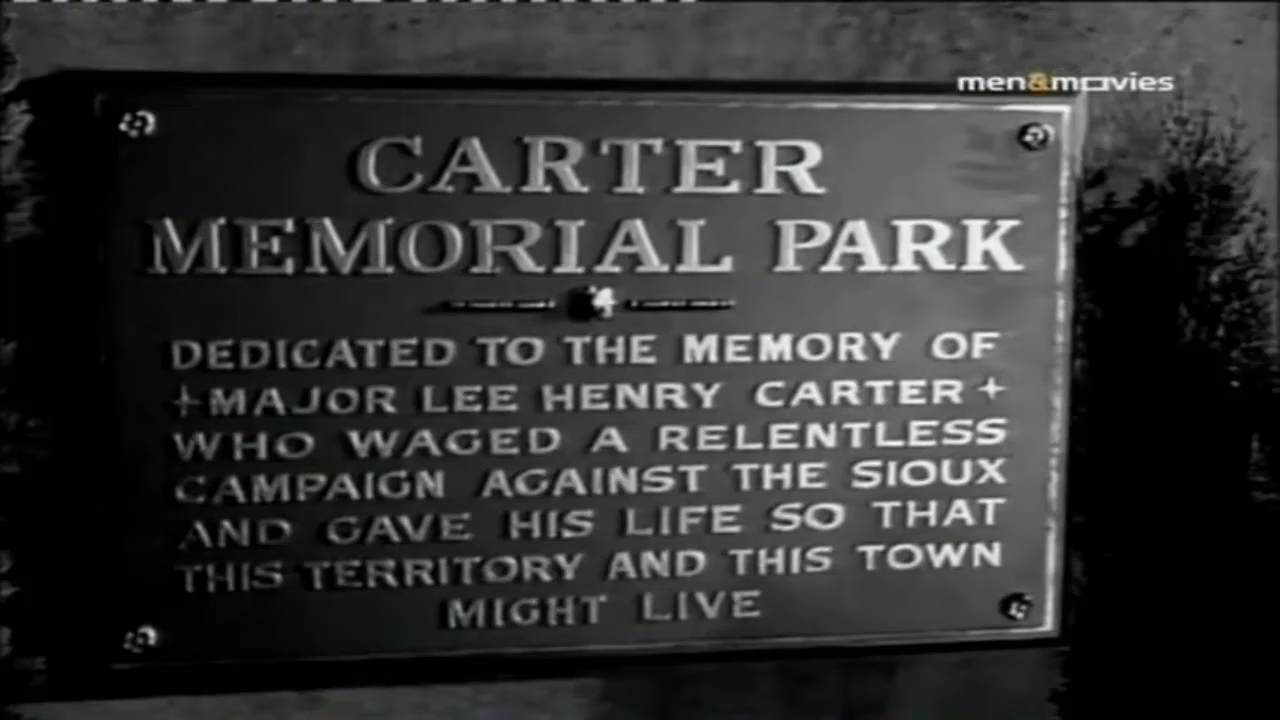 men&movies
CARTER
MEMORIAL PARK
DEDICATED TO THE MEMORY OF
+MAJOR LEE HENRY CARTER+
WHO WAGED A RELENTLESS
CAMPAIGN AGAINST THE SIOUX
AND GAVE HIS LIFE SO THAT
THIS TERRITORY AND THIS TOWN
MIGHT LIVE